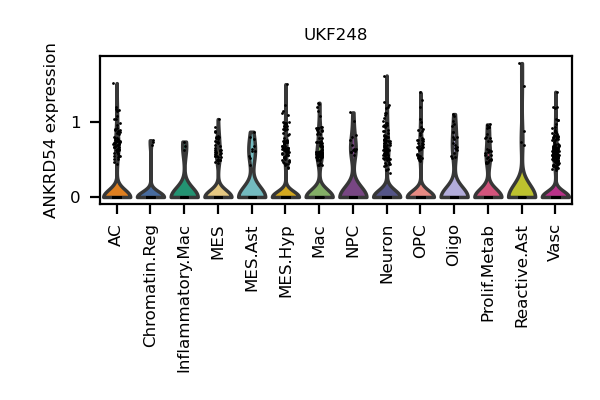 UKF248
ANKRD54 expression
1
0
AC
Chromatin.Reg
Inflammatory.Mac
MES
MES.Ast
MES.Hyp
Mac
NPC
Neuron
OPC
Oligo
Prolif.Metab
Reactive.Ast
Vasc